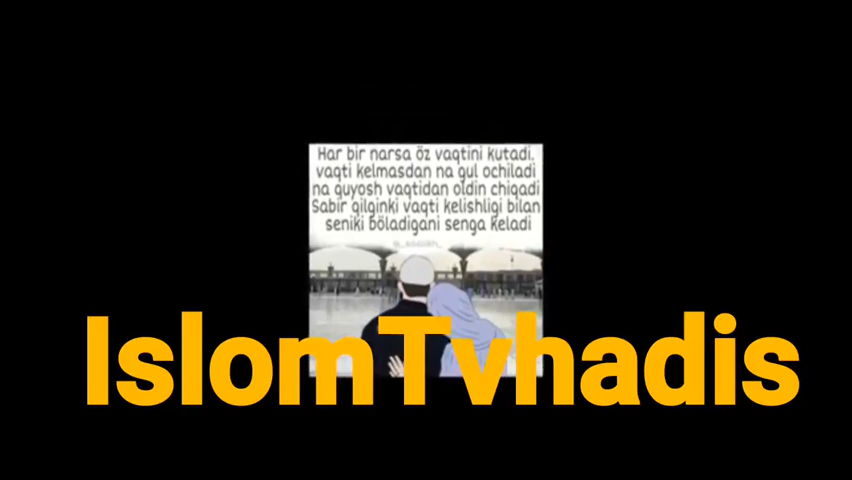 Har bir narsa öz vaqtini kutadi.
vaqti kelmasdan na gul ochiladi
na quyosh vaqtidan oldin chiqadi
Sabir qilginki vaqti kelishligi bilan
seniki böladigani senga keladi
IslomTvhadis